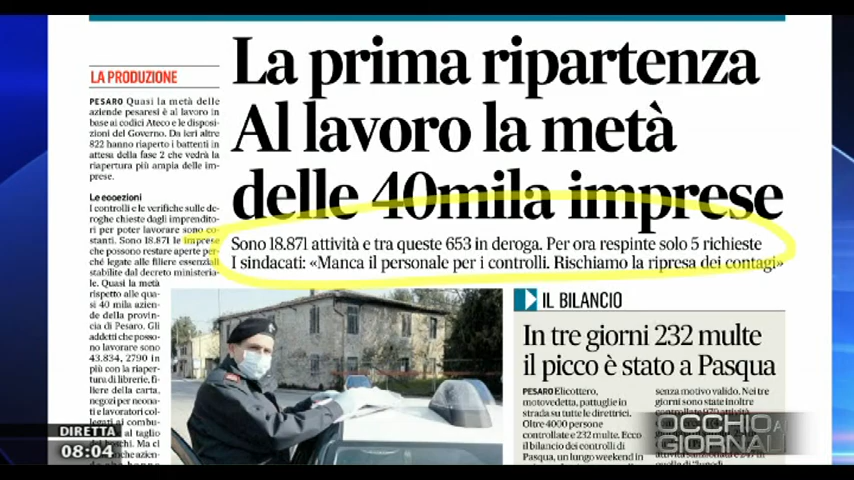 La prima ripartenza
Al lavoro la metà
delle 40mila imprese
Sono 18.871 attività e tra queste 653 in deroga. Per ora respinte solo 5 richieste
I sindacati: «Manca il personale per i controlli. Rischiamo la ripresa dei contagi»
LA PRODUZIONE
PESARO Quasi la metà delle
aziende pesaresi è al lavoro in
base ai codici Ateco e le disposi-
zioni del Governo. Da ieri altre
822 hanno riaperto i battenti in
attesa della fase 2 che vedrà la
riapertura più ampia delle im-
prese.
Le eccezioni
I controlli e le verifiche sulle de-
roghe chieste dagli imprendito-
ri per poter lavorare sono co-
stanti. Sono 18.871 le imprese
che possono restare aperte per-
ché legate alle filiere essenziali
stabilite dal decreto ministeria-
le. Quasi la metà
rispetto alle qua-
si 40 mila azien-
de della provin-
cia di Pesaro. Gli
addetti che posso-
no lavorare sono
43.834, 2790 in
più con la riaper-
tura di librerie, fi-
liere della carta,
negozi per neona-
ti e lavoratori col-
IL BILANCIO
In tre giorni 232 multe
il picco è stato a Pasqua
PESARO Elicottero,
motovedetta, pattuglie in
strada su tutte le direttrici.
Oltre 4000 persone
controllate e 232 multe. Ecco
il bilancio dei controlli di
Pasqua, un lungo weekend in
senza motivo valido. Nei tre
giorni sono state inoltre
DIRETTA
08:04
OCCHIO AI
GIORNALI